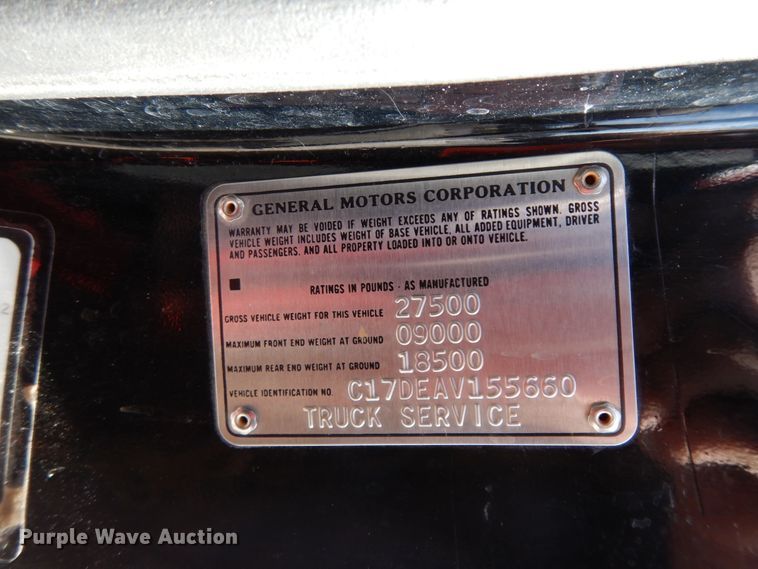 GENERAL MOTORS CORPORATION
WARRANTY MAY BE VOIDED IF WEIGHT EXCEEDS ANY OF RATINGS SHOWN. GROSS
VEHICLE WEIGHT INCLUDES WEIGHT OF BASE VEHICLE, ALL ADDED EQUIPMENT, DRIVER
AND PASSENGERS. AND ALL PROPERTY LOADED INTO OR ONTO VEHICLE.
RATINGS IN POUNDS - AS MANUFACTURED
GROSS VEHICLE WEIGHT FOR THIS VEHICLE 27500
MAXIMUM FRONT END WEIGHT AT GROUND 09000
MAXIMUM REAR END WEIGHT AT GROUND 18500
VEHICLE IDENTIFICATION NO. C17DEAV155660
TRUCK SERVICE
Purple Wave Auction